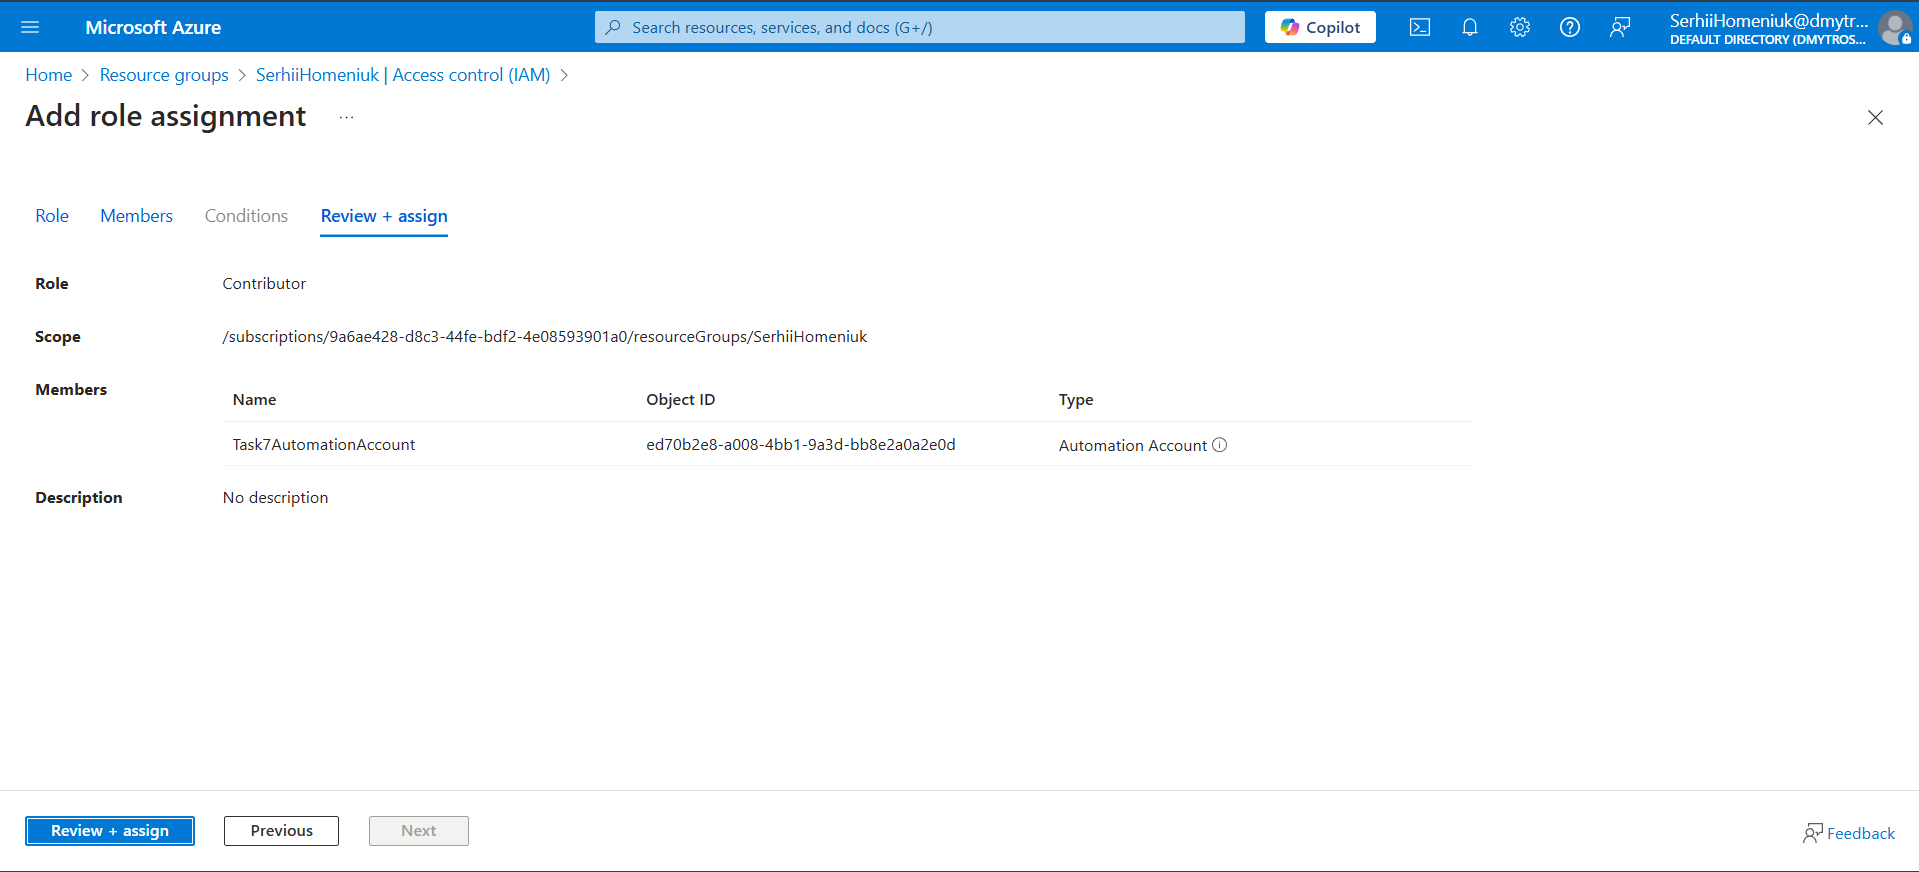 Microsoft Azure
Search resources, services, and docs (G+/)
Copilot
SerhiiHomeniuk@dmytr...
DEFAULT DIRECTORY (DMYTROS...
Home > Resource groups > SerhiiHomeniuk | Access control (IAM) >
Add role assignment ...
Role Members Conditions Review + assign
Role Contributor
Scope /subscriptions/9a6ae428-d8c3-44fe-bdf2-4e08593901a0/resourceGroups/SerhiiHomeniuk
Members
Name Object ID Type
Task7AutomationAccount ed70b2e8-a008-4bb1-9a3d-bb8e2a0a2e0d Automation Account
Description No description
Review + assign Previous Next
Feedback